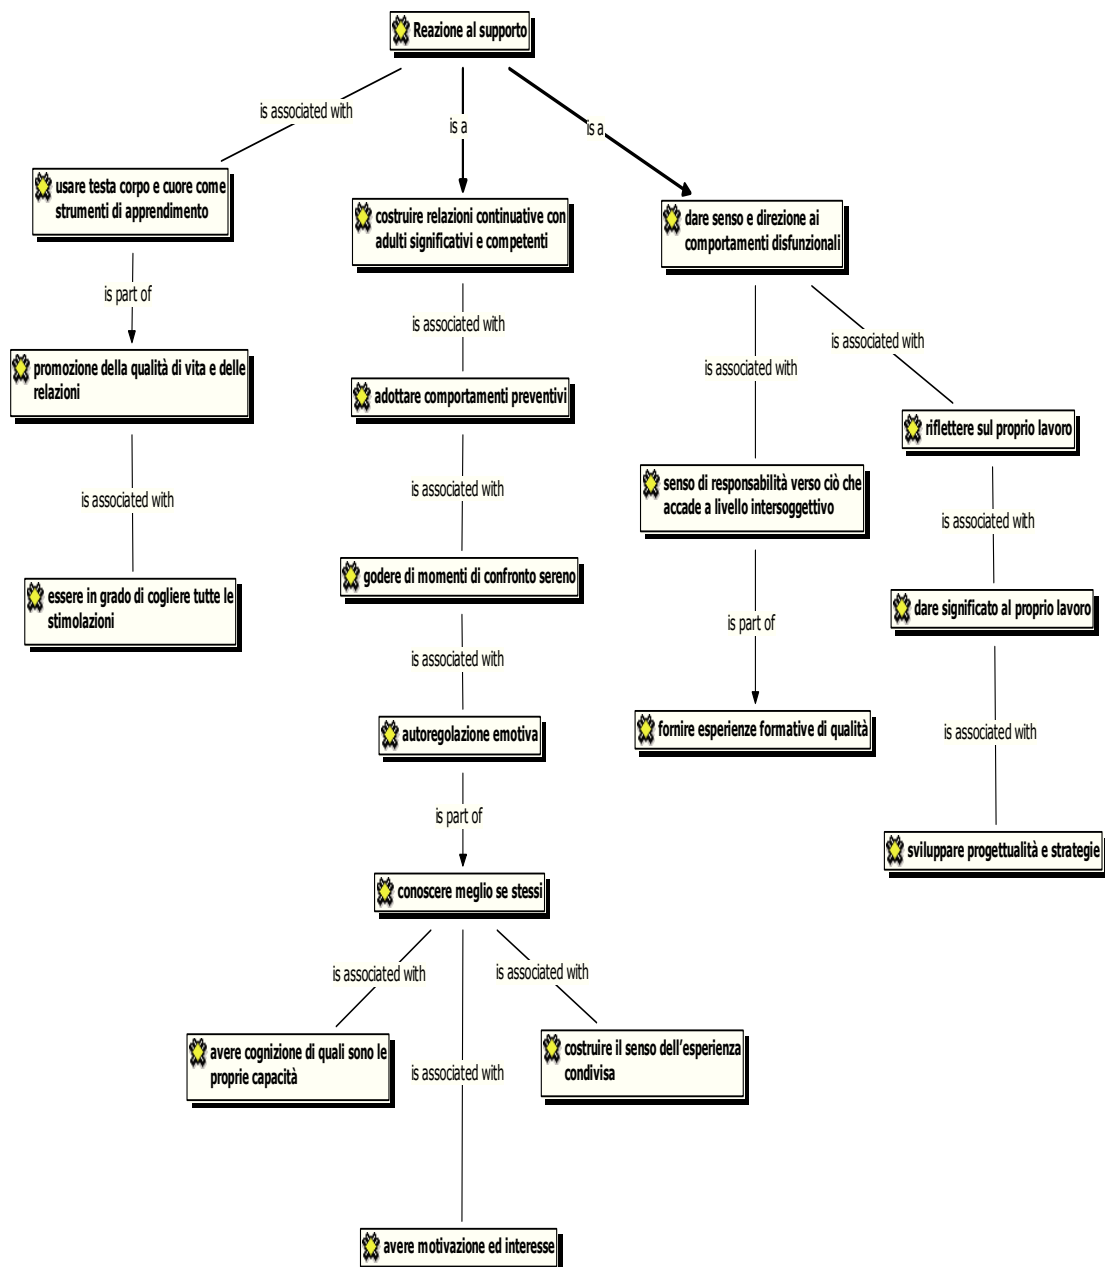 Reazione al supporto
is associated with
is a
is a
usare testa corpo e cuore come
strumenti di apprendimento
costruire relazioni continuative con
adulti significativi e competenti
dare senso e direzione ai
comportamenti disfunzionali
is part of
is associated with
is associated with
is associated with
promozione della qualità di vita e delle
relazioni
adottare comportamenti preventivi
riflettere sul proprio lavoro
is associated with
is associated with
senso di responsabilità verso ciò che
accade a livello intersoggettivo
is associated with
godere di momenti di confronto sereno
essere in grado di cogliere tutte le
stimolazioni
dare significato al proprio lavoro
is part of
is associated with
autoregolazione emotiva
fornire esperienze formative di qualità
is associated with
is part of
sviluppare progettualità e strategie
conoscere meglio se stessi
is associated with
is associated with
avere cognizione di quali sono le
proprie capacità
is associated with
costruire il senso dell'esperienza
condivisa
avere motivazione ed interesse